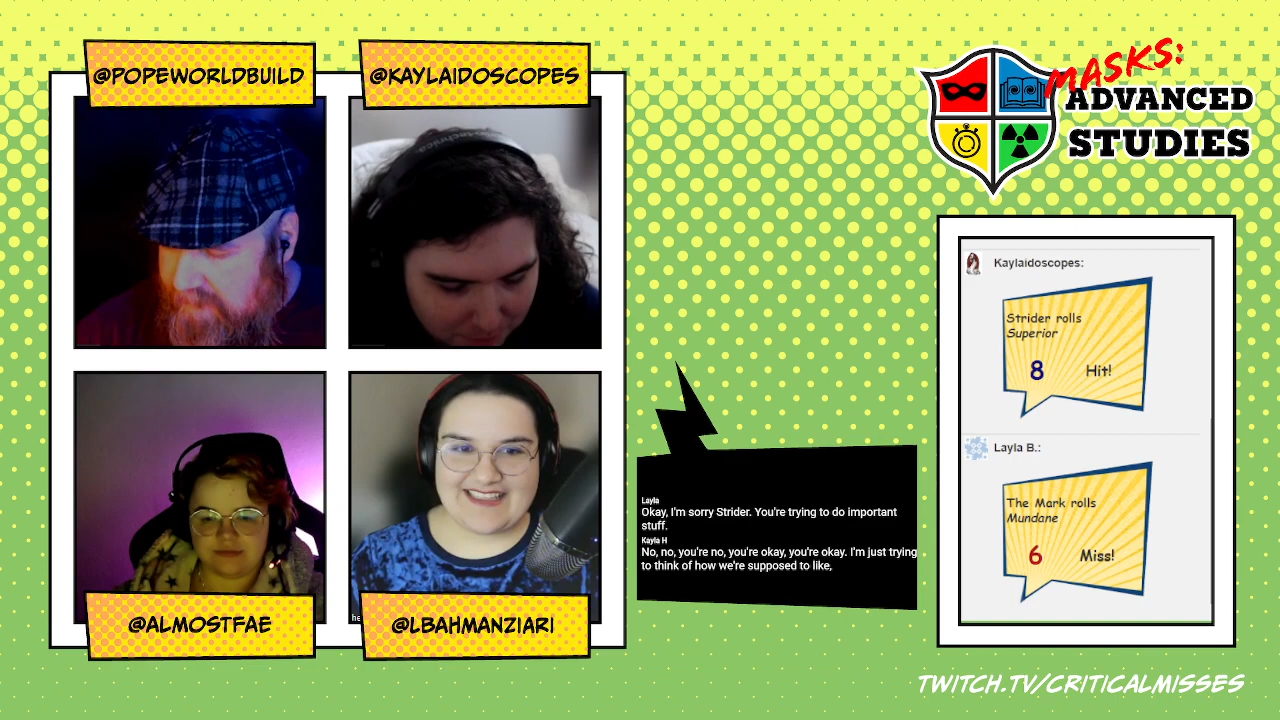 @POPEWORLDBUILD
@KAYLAIDOSCOPES
@ALMOSTFAE
@LBAHMANZIARI
Layla
Okay, I'm sorry Strider. You're trying to do important
stuff.
Kayla H
No, no, you're no, you're okay, you're okay. I'm just trying
to think of how we're supposed to like,
MASKS:
ADVANCED
STUDIES
Kaylaidoscopes:
Strider rolls
Superior
8 Hit!
Layla B.:
The Mark rolls
Mundane
6 Miss!
TWITCH.TV/CRITICALMISSES